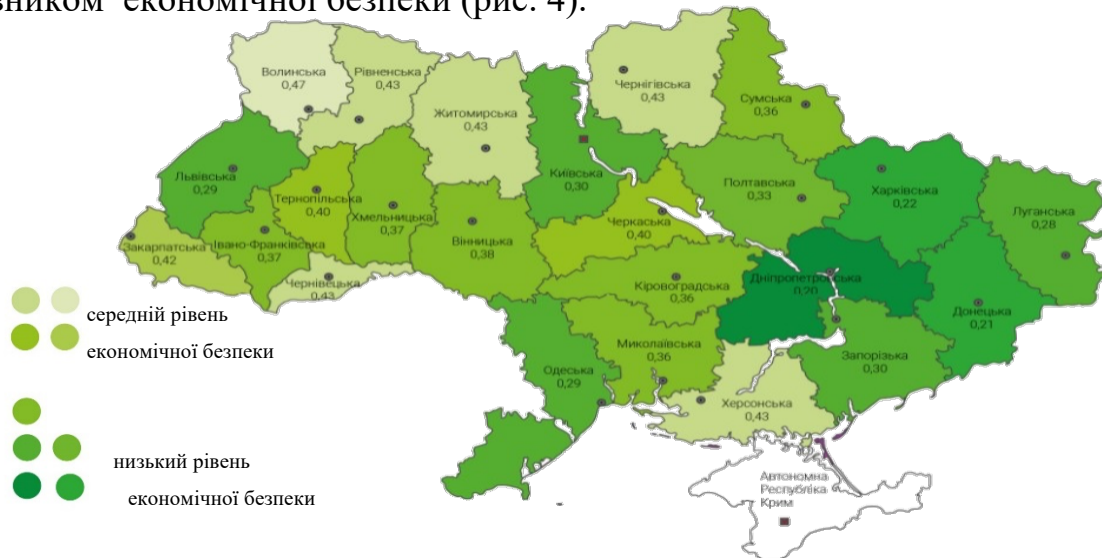 вником економічної безпеки (рис. 4).
Волинська
0,47
Рівненська
0,43
Житомирська
0,43
Чернігівська
0,43
Сумська
0,36
Львівська
0,29
Тернопільська
0,40
Хмельницька
0,37
Київська
0,30
Полтавська
0,33
Харківська
0,22
Луганська
0,28
Закарпатська
0,42
Івано-Франківська
0,37
Чернівецька
0,43
Вінницька
0,38
Черкаська
0,40
Кіровоградська
0,36
Дніпропетровська
0,20
Донецька
0,21
Одеська
0,29
Миколаївська
0,36
Запорізька
0,30
Херсонська
0,43
Автономна
Республіка
Крим
середній рівень
економічної безпеки
низький рівень
економічної безпеки